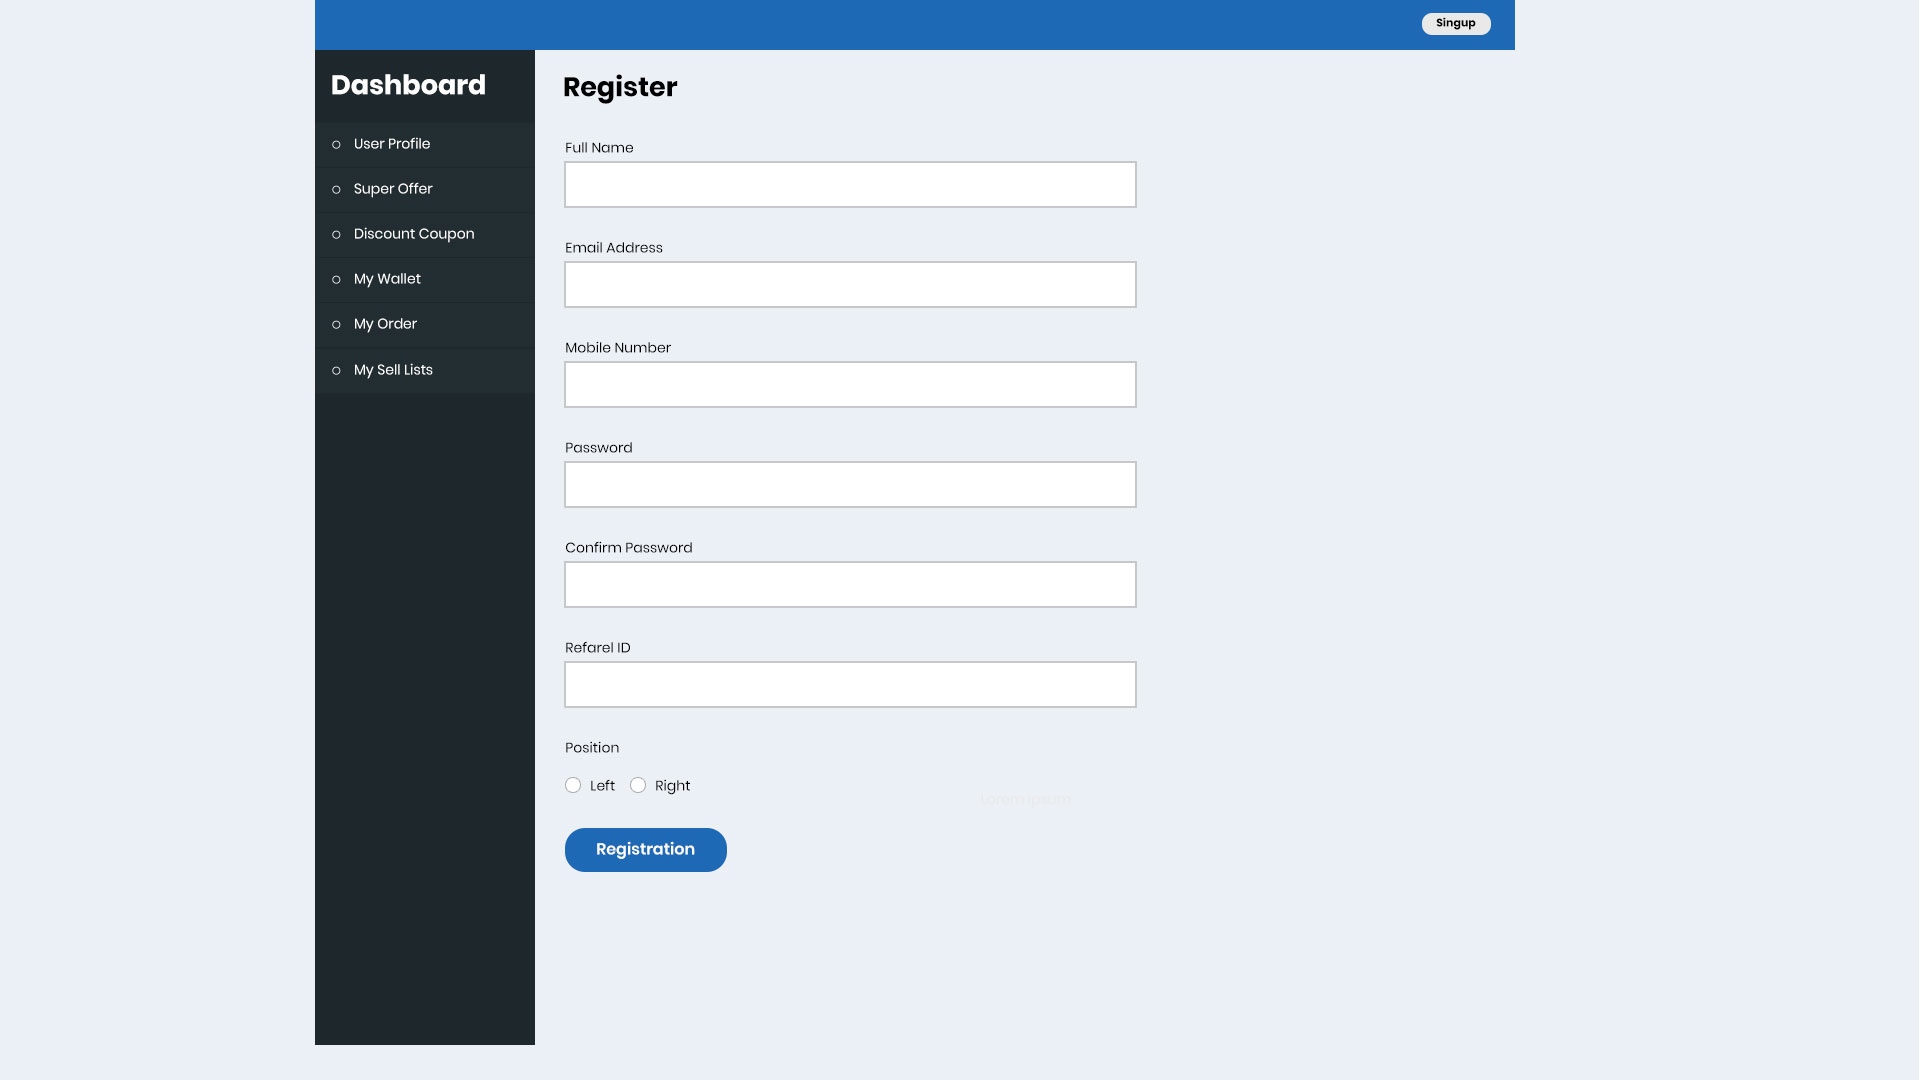 Singup
Dashboard
User Profile
Super Offer
Discount Coupon
My Wallet
My Order
My Sell Lists
Register
Full Name
Email Address
Mobile Number
Password
Confirm Password
Refarel ID
Position
Left Right
Lorem ipsum
Registration